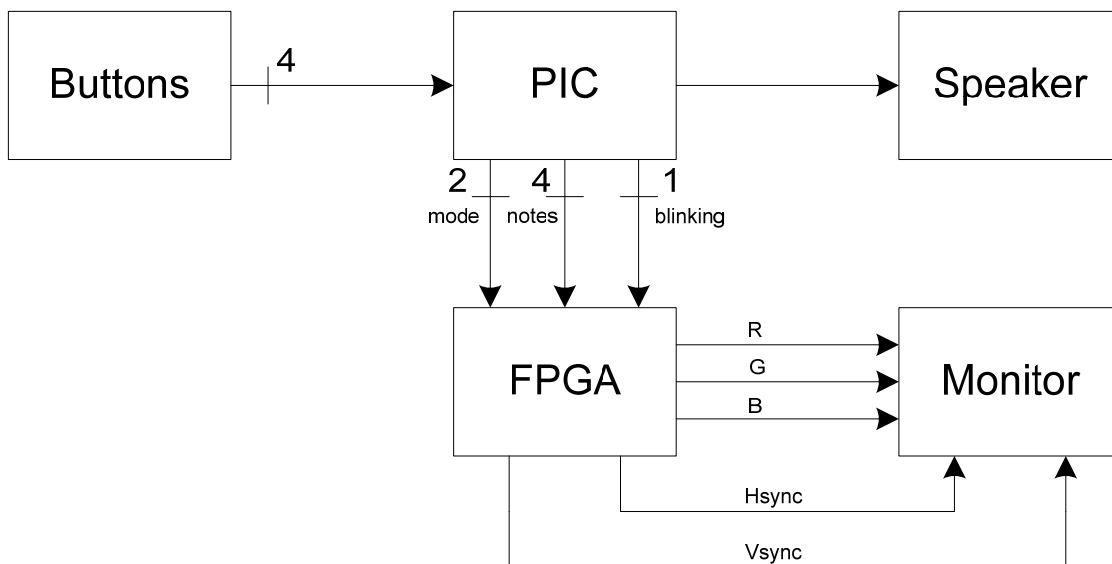 4
Buttons
PIC
Speaker
2
4
1
mode
notes
blinking
R
FPGA
G
Monitor
B
Hsync
Vsync